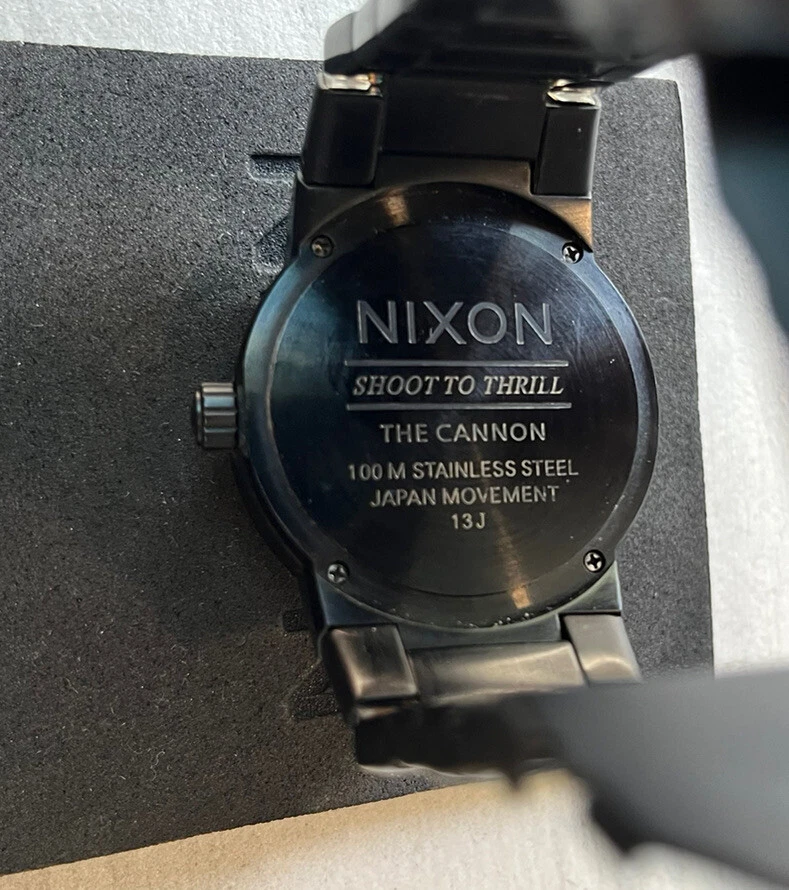 NIXON
SHOOT TO THRILL
THE CANNON
100 M STAINLESS STEEL
JAPAN MOVEMENT
13J